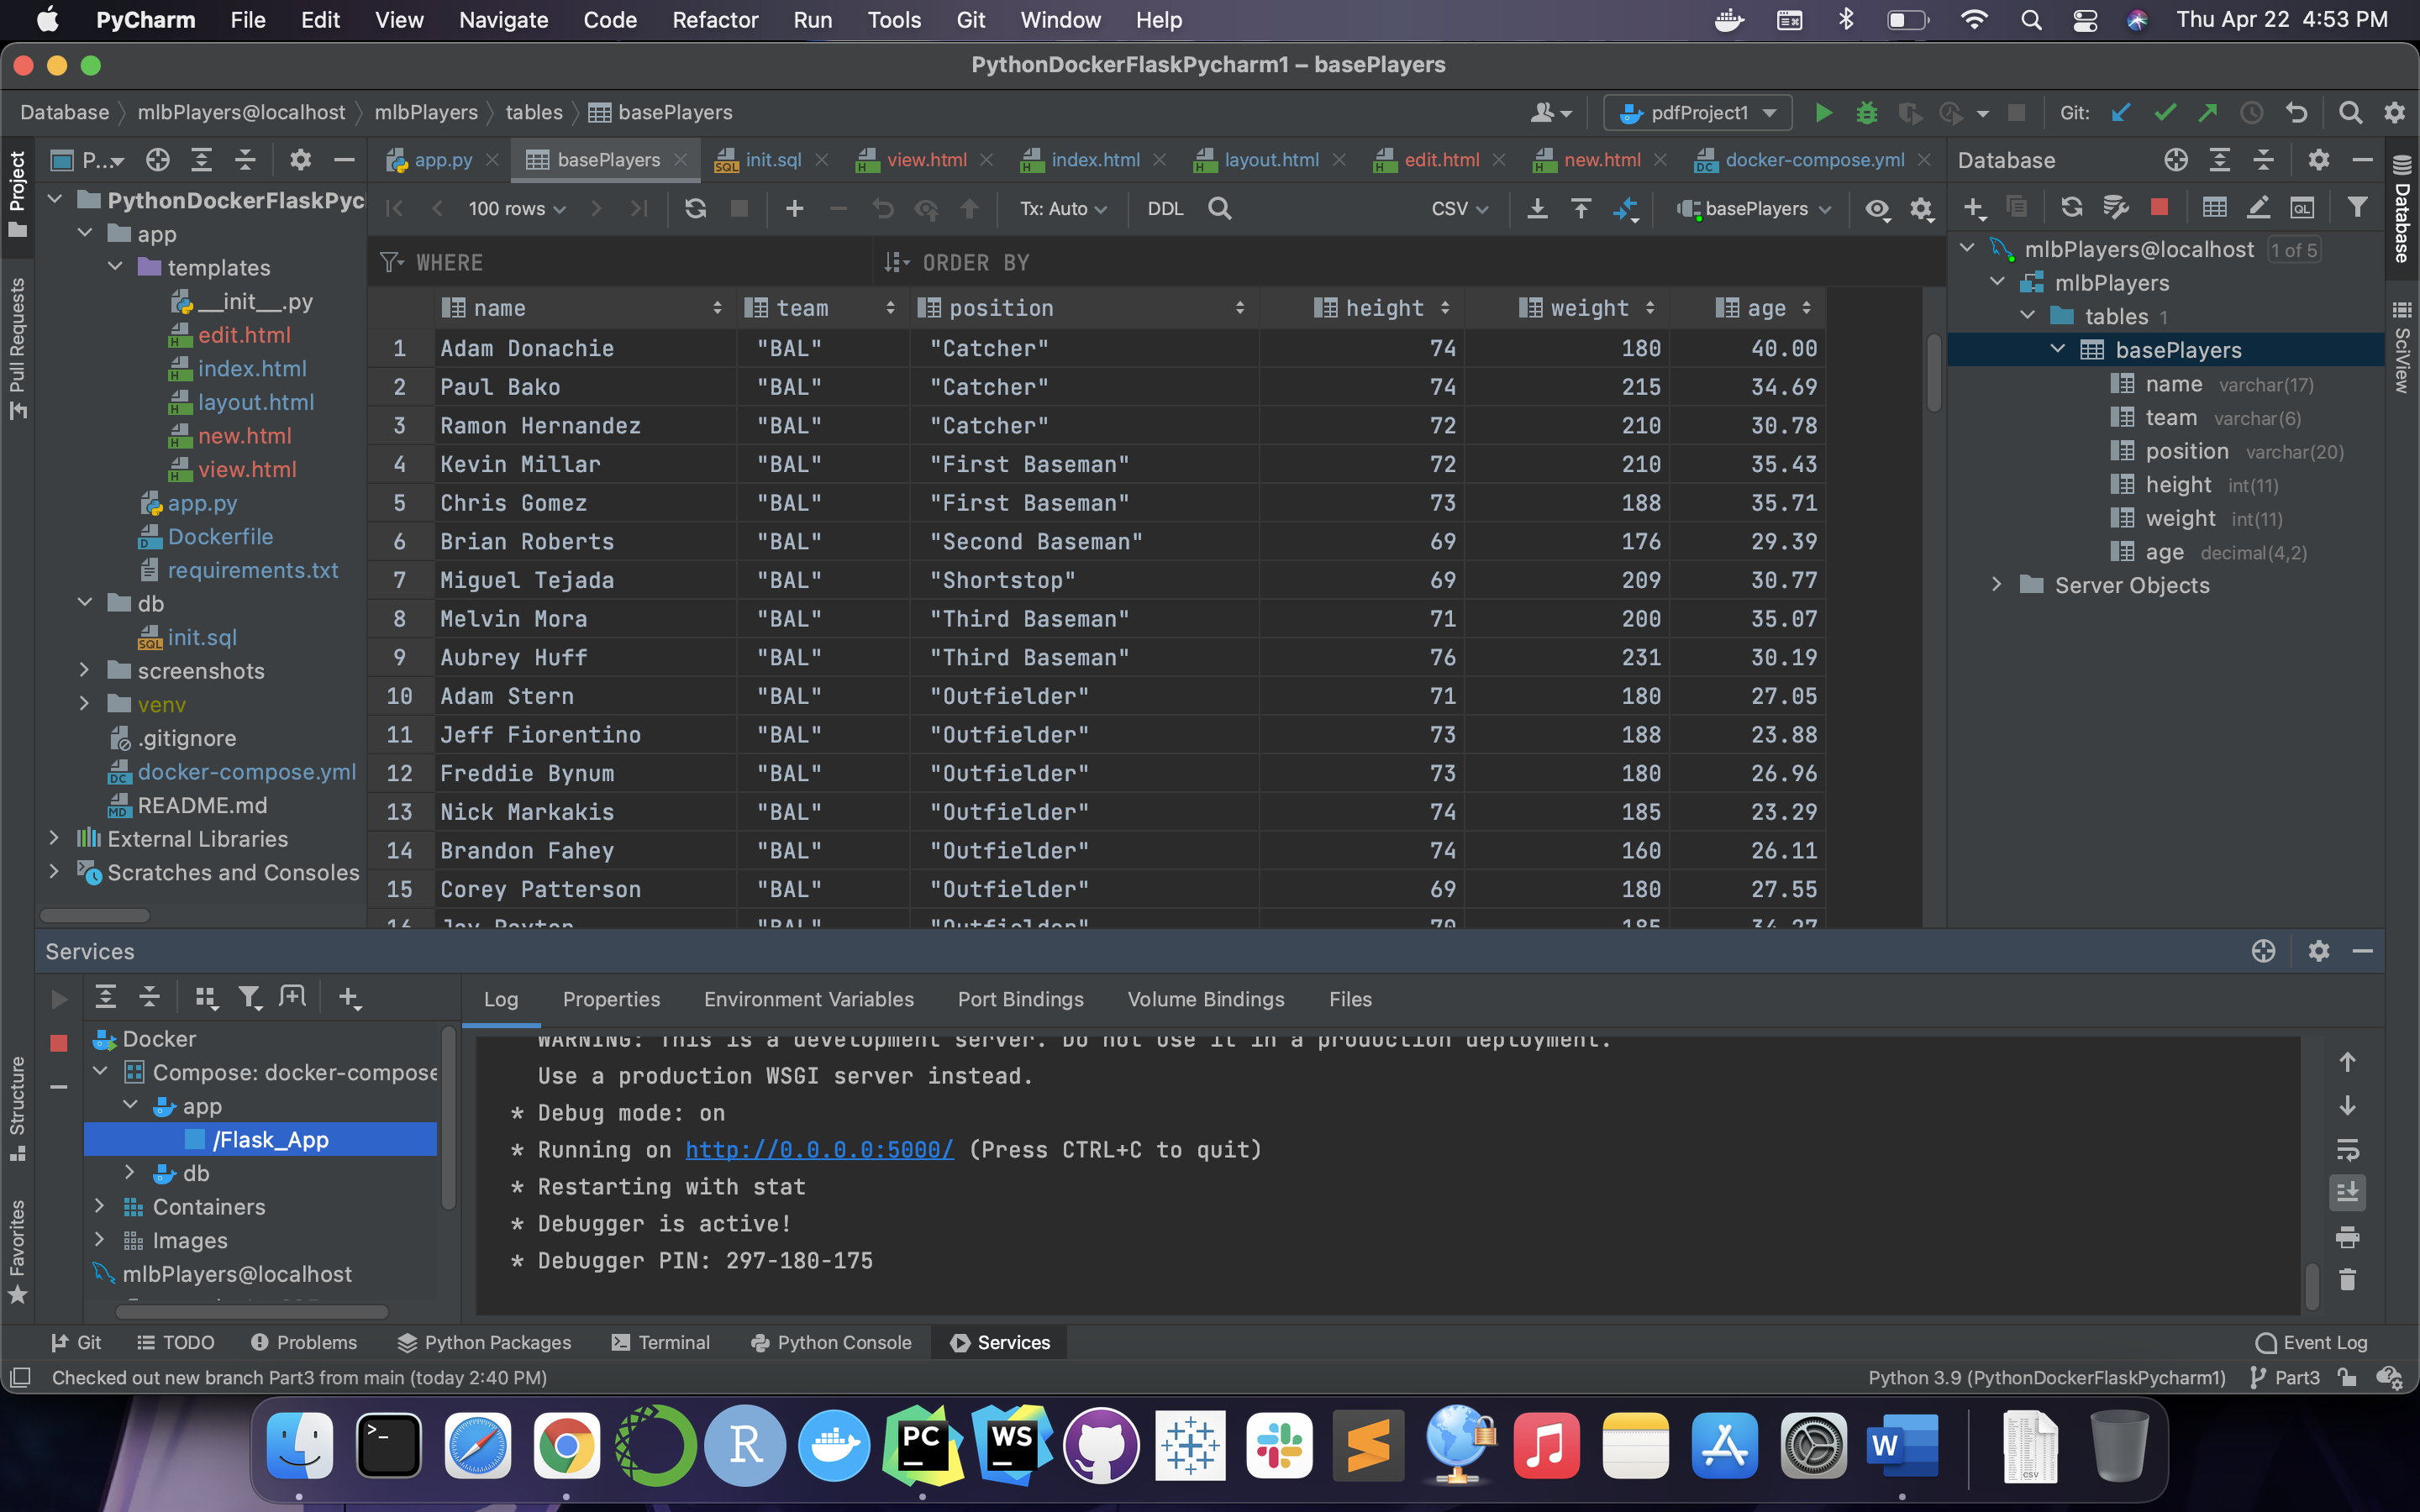 PyCharm File Edit View Navigate Code Refactor Run Tools Git Window Help Thu Apr 22 4:53 PM
PythonDockerFlaskPycharm1 – basePlayers
Database mlbPlayers@localhost mlbPlayers tables basePlayers pdfProject1 Git:
Project
Pull Requests
Structure
Favorites
P...
PythonDockerFlaskPyc
app
templates
__init__.py
edit.html
index.html
layout.html
new.html
view.html
app.py
Dockerfile
requirements.txt
db
init.sql
screenshots
venv
.gitignore
docker-compose.yml
README.md
External Libraries
Scratches and Consoles
app.py basePlayers init.sql view.html index.html layout.html edit.html new.html docker-compose.yml
100 rows Tx: Auto DDL CSV basePlayers
WHERE ORDER BY
name team position height weight age
1 Adam Donachie "BAL" "Catcher" 74 180 40.00
2 Paul Bako "BAL" "Catcher" 74 215 34.69
3 Ramon Hernandez "BAL" "Catcher" 72 210 30.78
4 Kevin Millar "BAL" "First Baseman" 72 210 35.43
5 Chris Gomez "BAL" "First Baseman" 73 188 35.71
6 Brian Roberts "BAL" "Second Baseman" 69 176 29.39
7 Miguel Tejada "BAL" "Shortstop" 69 209 30.77
8 Melvin Mora "BAL" "Third Baseman" 71 200 35.07
9 Aubrey Huff "BAL" "Third Baseman" 76 231 30.19
10 Adam Stern "BAL" "Outfielder" 71 180 27.05
11 Jeff Fiorentino "BAL" "Outfielder" 73 188 23.88
12 Freddie Bynum "BAL" "Outfielder" 73 180 26.96
13 Nick Markakis "BAL" "Outfielder" 74 185 23.29
14 Brandon Fahey "BAL" "Outfielder" 74 160 26.11
15 Corey Patterson "BAL" "Outfielder" 69 180 27.55
16 Jay Payton "BAL" "Outfielder" 70 185 34.27
Database
mlbPlayers@localhost 1 of 5
mlbPlayers
tables 1
basePlayers
name varchar(17)
team varchar(6)
position varchar(20)
height int(11)
weight int(11)
age decimal(4,2)
Server Objects
Database
SciView
Services
Docker
Compose: docker-compose
app
/Flask_App
db
Containers
Images
mlbPlayers@localhost
Log Properties Environment Variables Port Bindings Volume Bindings Files
WARNING: This is a development server. Do not use it in a production deployment.
Use a production WSGI server instead.
* Debug mode: on
* Running on http://0.0.0.0:5000/ (Press CTRL+C to quit)
* Restarting with stat
* Debugger is active!
* Debugger PIN: 297-180-175
Git TODO Problems Python Packages Terminal Python Console Services Event Log
Checked out new branch Part3 from main (today 2:40 PM) Python 3.9 (PythonDockerFlaskPycharm1) Part3
R PC WS W CSV